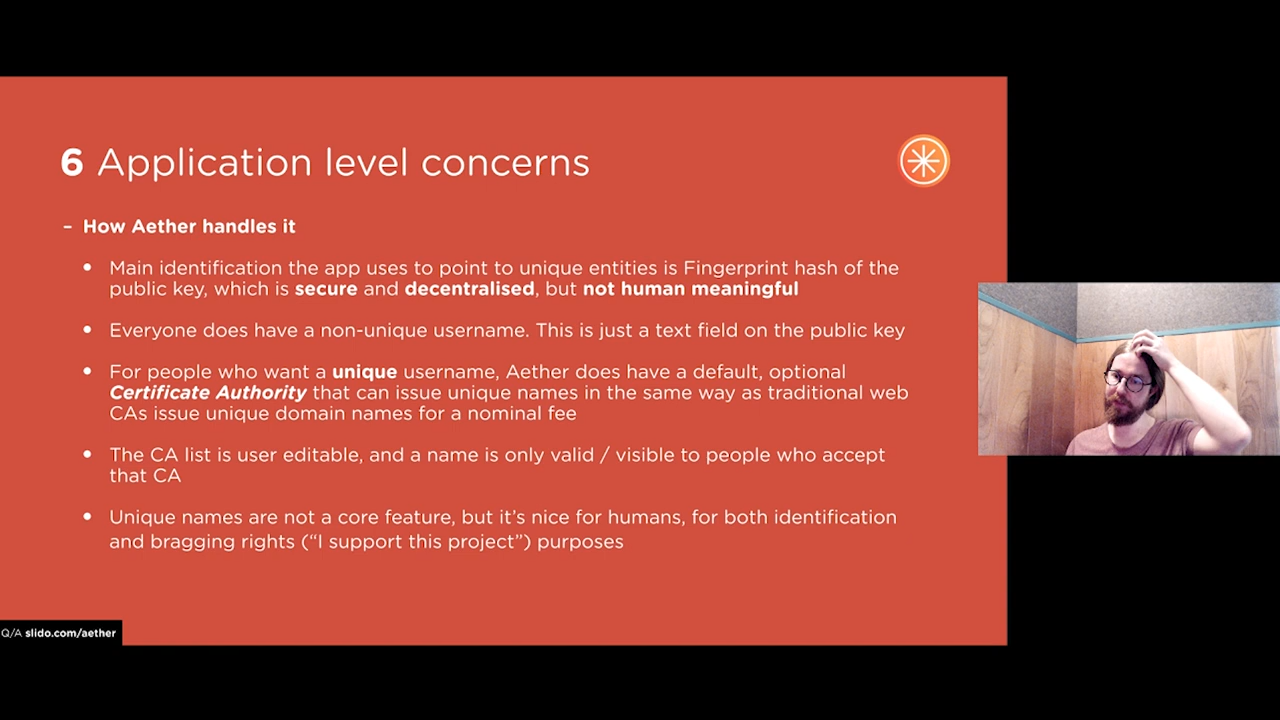 6 Application level concerns
– How Aether handles it
• Main identification the app uses to point to unique entities is Fingerprint hash of the
public key, which is secure and decentralised, but not human meaningful
• Everyone does have a non-unique username. This is just a text field on the public key
• For people who want a unique username, Aether does have a default, optional
Certificate Authority that can issue unique names in the same way as traditional web
CAs issue unique domain names for a nominal fee
• The CA list is user editable, and a name is only valid / visible to people who accept
that CA
• Unique names are not a core feature, but it’s nice for humans, for both identification
and bragging rights (“I support this project”) purposes
Q/A slido.com/aether